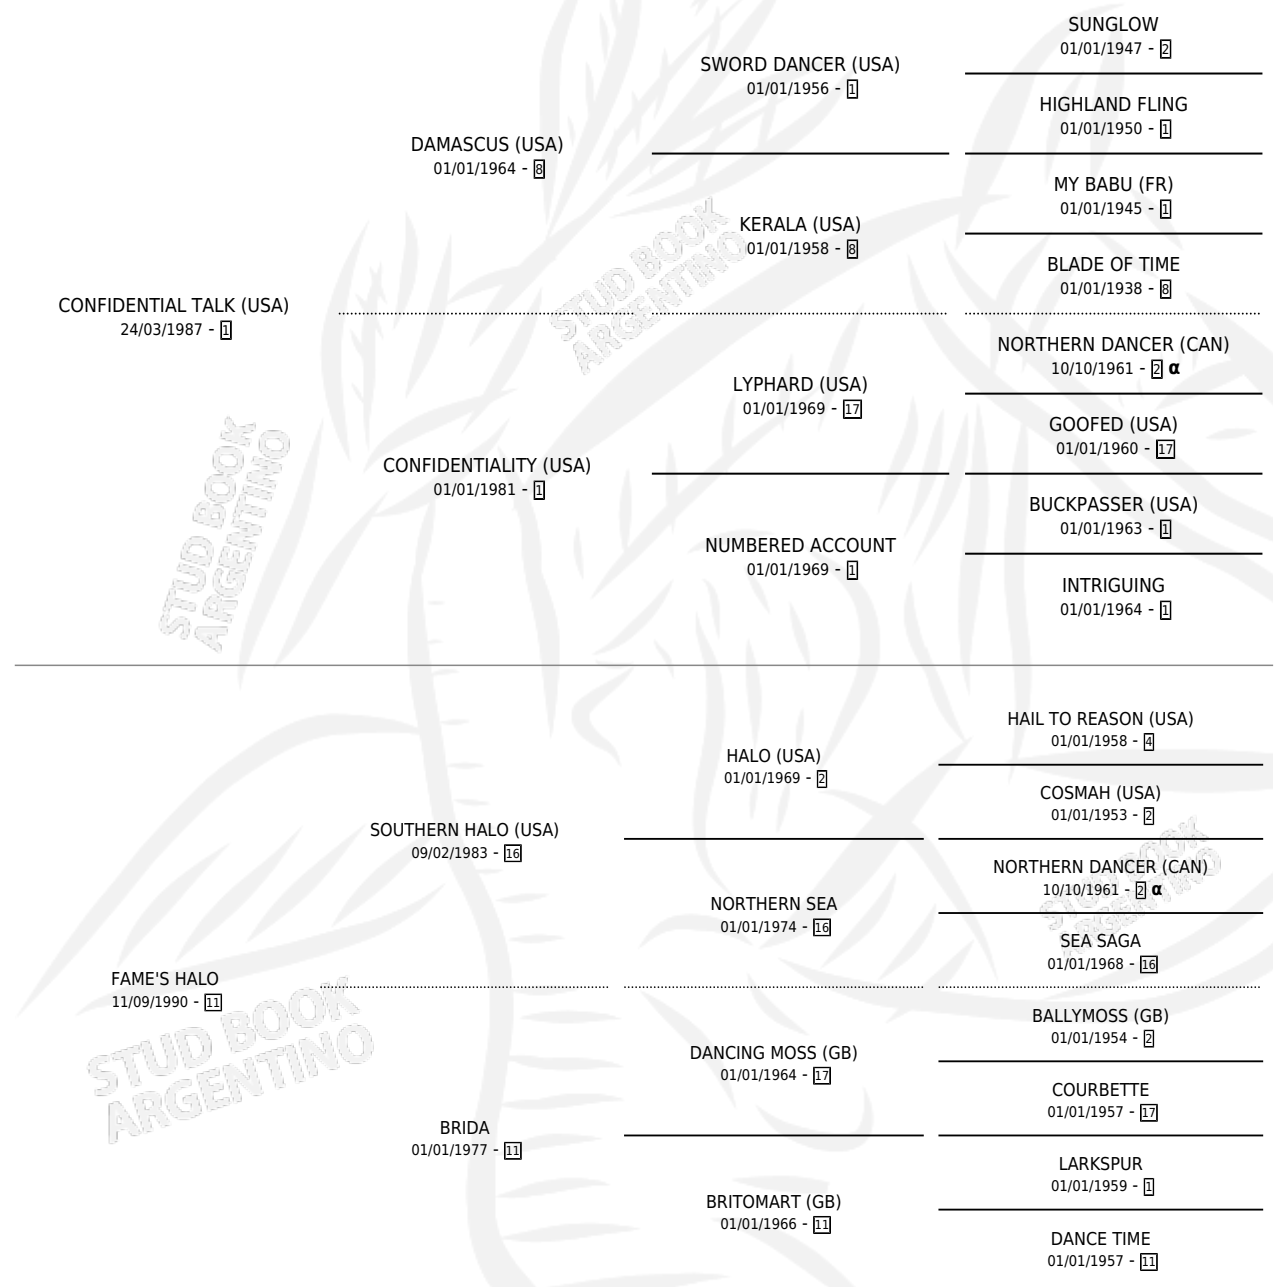 SUNGLOW
01/01/1947 - 2
SWORD DANCER (USA)
01/01/1956 - 1
HIGHLAND FLING
01/01/1950 - 1
DAMASCUS (USA)
01/01/1964 - 8
MY BABU (FR)
01/01/1945 - 1
KERALA (USA)
01/01/1958 - 8
BLADE OF TIME
01/01/1938 - 8
CONFIDENTIAL TALK (USA)
24/03/1987 - 1
NORTHERN DANCER (CAN)
10/10/1961 - 2 α
LYPHARD (USA)
01/01/1969 - 17
GOOFED (USA)
01/01/1960 - 17
CONFIDENTIALITY (USA)
01/01/1981 - 1
BUCKPASSER (USA)
01/01/1963 - 1
NUMBERED ACCOUNT
01/01/1969 - 1
INTRIGUING
01/01/1964 - 1
HAIL TO REASON (USA)
01/01/1958 - 4
HALO (USA)
01/01/1969 - 2
COSMAH (USA)
01/01/1953 - 2
SOUTHERN HALO (USA)
09/02/1983 - 16
NORTHERN DANCER (CAN)
10/10/1961 - 2 α
NORTHERN SEA
01/01/1974 - 16
SEA SAGA
01/01/1968 - 16
FAME'S HALO
11/09/1990 - 11
BALLYMOSS (GB)
01/01/1954 - 2
DANCING MOSS (GB)
01/01/1964 - 17
COURBETTE
01/01/1957 - 17
BRIDA
01/01/1977 - 11
LARKSPUR
01/01/1959 - 1
BRITOMART (GB)
01/01/1966 - 11
DANCE TIME
01/01/1957 - 11
STUD BOOK
ARGENTINO
STUD BOOK
ARGENTINO
STUD BOOK
ARGENTINO
STUD BOOK
ARGENTINO